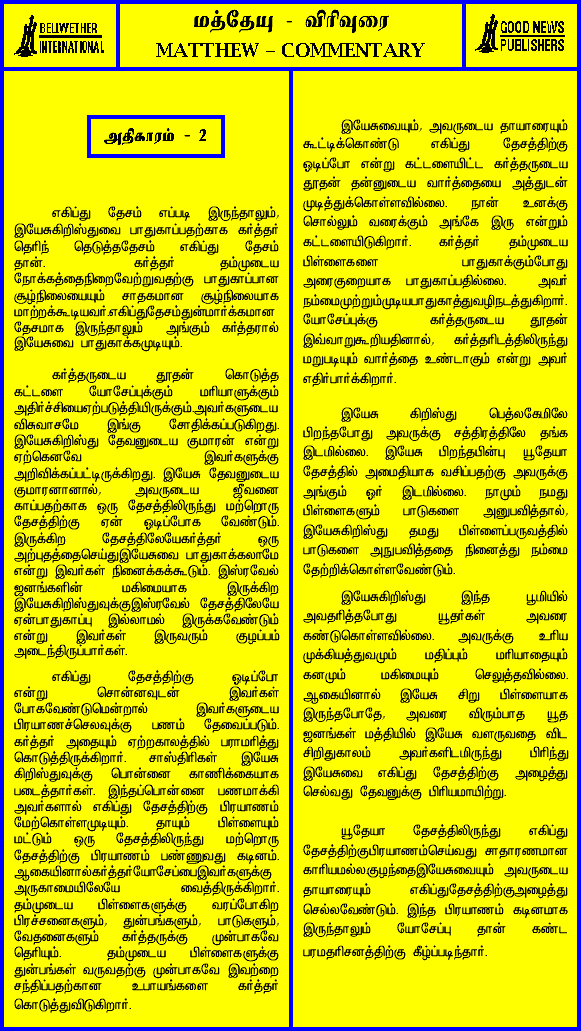 BELIWETHER
INTERNATIONAL
மத்தேயு - விரிவுரை
MATTHEW – COMMENTARY
GOOD NEWS
PUBLISHERS
அதிகாரம் - 2
எகிப்து தேசம் எப்படி இருந்தாலும்,
இயேசுகிறிஸ்துவை பாதுகாப்பதற்காக கர்த்தர்
தெரிந் தெடுத்ததேசம் எகிப்து தேசம்
தான். கர்த்தர் தம்முடைய
நோக்கத்தைநிறைவேற்றுவதற்கு பாதுகாப்பான
சூழ்நிலையையும் சாதகமான சூழ்நிலையாக
மாற்றக்கூடியவர்.எகிப்துதேசம்துன்மார்க்கமான
தேசமாக இருந்தாலும் அங்கும் கர்த்தரால்
இயேசுவை பாதுகாக்கமுடியும்.
கர்த்தருடைய தூதன் கொடுத்த
கட்டளை யோசேப்புக்கும் மரியாளுக்கும்
அதிர்ச்சியைஏற்படுத்தியிருக்கும்.அவர்களுடைய
விசுவாசமே இங்கு சோதிக்கப்படுகிறது.
இயேசுகிறிஸ்து தேவனுடைய குமாரன் என்று
ஏற்கெனவே இவர்களுக்கு
அறிவிக்கப்பட்டிருக்கிறது. இயேசு தேவனுடைய
குமாரனானால், அவருடைய ஜீவனை
காப்பதற்காக ஒரு தேசத்திலிருந்து மற்றொரு
தேசத்திற்கு ஏன் ஓடிப்போக வேண்டும்.
இருக்கிற தேசத்திலேயேகர்த்தர் ஒரு
அற்புதத்தைசெய்துஇயேசுவை பாதுகாக்கலாமே
என்று இவர்கள் நினைக்கக்கூடும். இஸ்ரவேல்
ஜனங்களின் மகிமையாக இருக்கிற
இயேசுகிறிஸ்துவுக்குஇஸ்ரவேல் தேசத்திலேயே
ஏன்பாதுகாப்பு இல்லாமல் இருக்கவேண்டும்
என்று இவர்கள் இருவரும் குழப்பம்
அடைந்திருப்பார்கள்.
எகிப்து தேசத்திற்கு ஓடிப்போ
என்று சொன்னவுடன் இவர்கள்
போகவேண்டுமென்றால் இவர்களுடைய
பிரயாணச்செலவுக்கு பணம் தேவைப்படும்.
கர்த்தர் அதையும் ஏற்றகாலத்தில் பராமரித்து
கொடுத்திருக்கிறார். சாஸ்திரிகள் இயேசு
கிறிஸ்துவுக்கு பொன்னை காணிக்கையாக
படைத்தார்கள். இந்தப்பொன்னை பணமாக்கி
அவர்களால் எகிப்து தேசத்திற்கு பிரயாணம்
மேற்கொள்ளமுடியும். தாயும் பிள்ளையும்
மட்டும் ஒரு தேசத்திலிருந்து மற்றொரு
தேசத்திற்கு பிரயாணம் பண்ணுவது கடினம்.
ஆகையினால்கர்த்தர்யோசேப்பைஇவர்களுக்கு
அருகாமையிலேயே வைத்திருக்கிறார்.
தம்முடைய பிள்ளைகளுக்கு வரப்போகிற
பிரச்சனைகளும், துன்பங்களும், பாடுகளும்,
வேதனைகளும் கர்த்தருக்கு முன்பாகவே
தெரியும். தம்முடைய பிள்ளைகளுக்கு
துன்பங்கள் வருவதற்கு முன்பாகவே இவற்றை
சந்திப்பதற்கான உபாயங்களை கர்த்தர்
கொடுத்துவிடுகிறார்.
இயேசுவையும், அவருடைய தாயாரையும்
கூட்டிக்கொண்டு எகிப்து தேசத்திற்கு
ஓடிப்போ என்று கட்டளையிட்ட கர்த்தருடைய
தூதன் தன்னுடைய வார்த்தையை அத்துடன்
முடித்துக்கொள்ளவில்லை. நான் உனக்கு
சொல்லும் வரைக்கும் அங்கே இரு என்றும்
கட்டளையிடுகிறார். கர்த்தர் தம்முடைய
பிள்ளைகளை பாதுகாக்கும்போது
அரைகுறையாக பாதுகாப்பதில்லை. அவர்
நம்மைமுற்றும்முடியபாதுகாத்துவழிநடத்துகிறார்.
யோசேப்புக்கு கர்த்தருடைய தூதன்
இவ்வாறுகூறியதினால், கர்த்தரிடத்திலிருந்து
மறுபடியும் வார்த்தை உண்டாகும் என்று அவர்
எதிர்பார்க்கிறார்.
இயேசு கிறிஸ்து பெத்லகேமிலே
பிறந்தபோது அவருக்கு சத்திரத்திலே தங்க
இடமில்லை. இயேசு பிறந்தபின்பு யூதேயா
தேசத்தில் அமைதியாக வசிப்பதற்கு அவருக்கு
அங்கும் ஓர் இடமில்லை. நாமும் நமது
பிள்ளைகளும் பாடுகளை அனுபவித்தால்,
இயேசுகிறிஸ்து தமது பிள்ளைப்பருவத்தில்
பாடுகளை அநுபவித்ததை நினைத்து நம்மை
தேற்றிக்கொள்ளவேண்டும்.
இயேசுகிறிஸ்து இந்த பூமியில்
அவதரித்தபோது யூதர்கள் அவரை
கண்டுகொள்ளவில்லை. அவருக்கு உரிய
முக்கியத்துவமும் மதிப்பும் மரியாதையும்
கனமும் மகிமையும் செலுத்தவில்லை.
ஆகையினால் இயேசு சிறு பிள்ளையாக
இருந்தபோதே, அவரை விரும்பாத யூத
ஜனங்கள் மத்தியில் இயேசு வளருவதை விட
சிறிதுகாலம் அவர்களிடமிருந்து பிரிந்து
இயேசுவை எகிப்து தேசத்திற்கு அழைத்து
செல்வது தேவனுக்கு பிரியமாயிற்று.
யூதேயா தேசத்திலிருந்து எகிப்து
தேசத்திற்குபிரயாணம்செய்வது சாதாரணமான
காரியமல்லகுழந்தைஇயேசுவையும் அவருடைய
தாயாரையும் எகிப்துதேசத்திற்குஅழைத்து
செல்லவேண்டும். இந்த பிரயாணம் கடினமாக
இருந்தாலும் யோசேப்பு தான் கண்ட
பரமதரிசனத்திற்கு கீழ்ப்படிந்தார்.